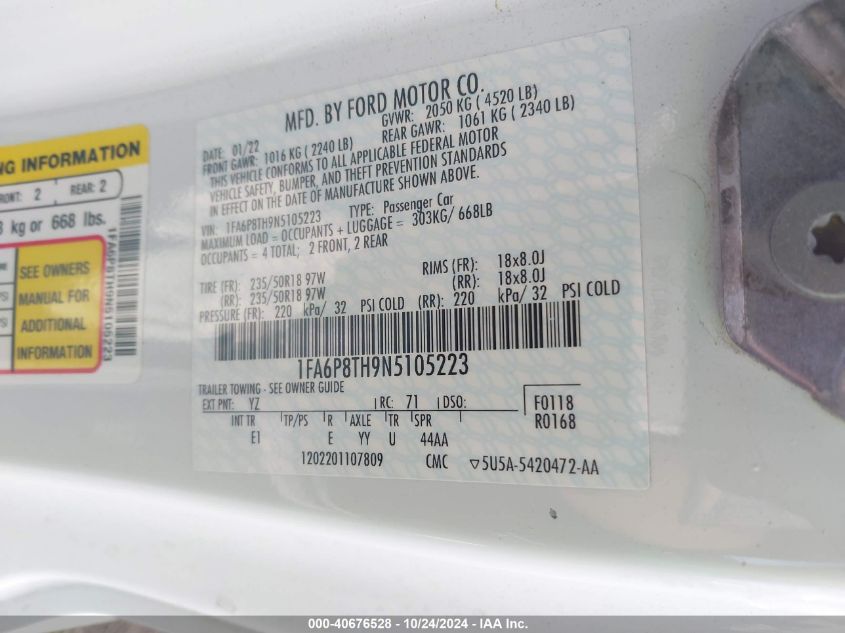 MFD. BY FORD MOTOR CO.
DATE: 01/22 GVWR: 2050 KG ( 4520 LB)
FRONT GAWR: 1016 KG ( 2240 LB) REAR GAWR: 1061 KG ( 2340 LB)
THIS VEHICLE CONFORMS TO ALL APPLICABLE FEDERAL MOTOR
VEHICLE SAFETY, BUMPER, AND THEFT PREVENTION STANDARDS
IN EFFECT ON THE DATE OF MANUFACTURE SHOWN ABOVE.
VIN: 1FA6P8TH9N5105223 TYPE: Passenger Car
MAXIMUM LOAD = OCCUPANTS + LUGGAGE = 303KG/ 668LB
OCCUPANTS = 4 TOTAL; 2 FRONT, 2 REAR
TIRE (FR): 235/50R18 97W RIMS (FR): 18x8.0J
(RR): 235/50R18 97W (RR): 18x8.0J
PRESSURE (FR): 220 kPa/ 32 PSI COLD (RR): 220 kPa/ 32 PSI COLD
1FA6P8TH9N5105223
TRAILER TOWING - SEE OWNER GUIDE
EXT PNT: YZ RC: 71 DSO: F0118
R0168
INT TR TP/PS R AXLE TR SPR
E1 E YY U 44AA
1202201107809 CMC 5U5A-5420472-AA
INFORMATION
2 REAR: 2
kg or 668 lbs.
SEE OWNERS
MANUAL FOR
ADDITIONAL
INFORMATION
1FA6P8TH9N5105223
000-40676528 - 10/24/2024 - IAA Inc.